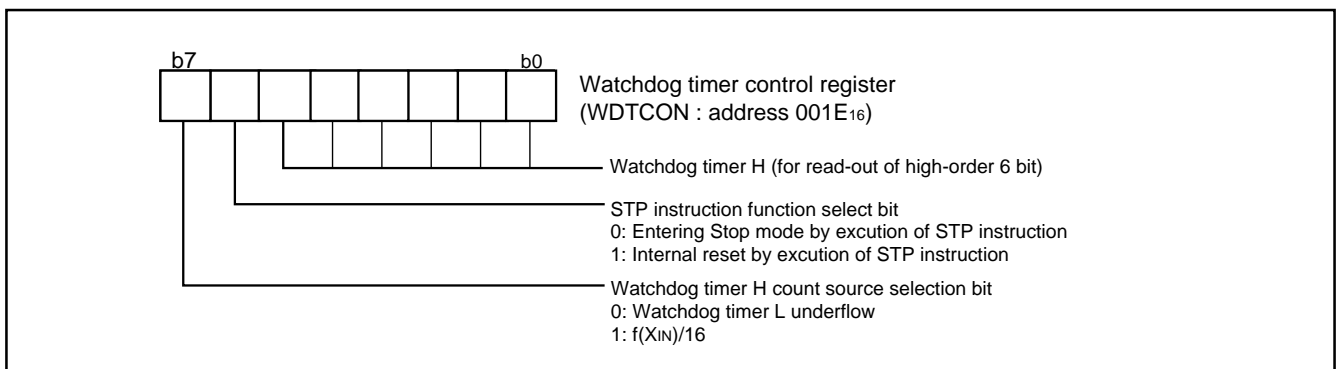 b7 b0
Watchdog timer control register
(WDTCON : address 001E16)
Watchdog timer H (for read-out of high-order 6 bit)
STP instruction function select bit
0: Entering Stop mode by excution of STP instruction
1: Internal reset by excution of STP instruction
Watchdog timer H count source selection bit
0: Watchdog timer L underflow
1: f(XIN)/16